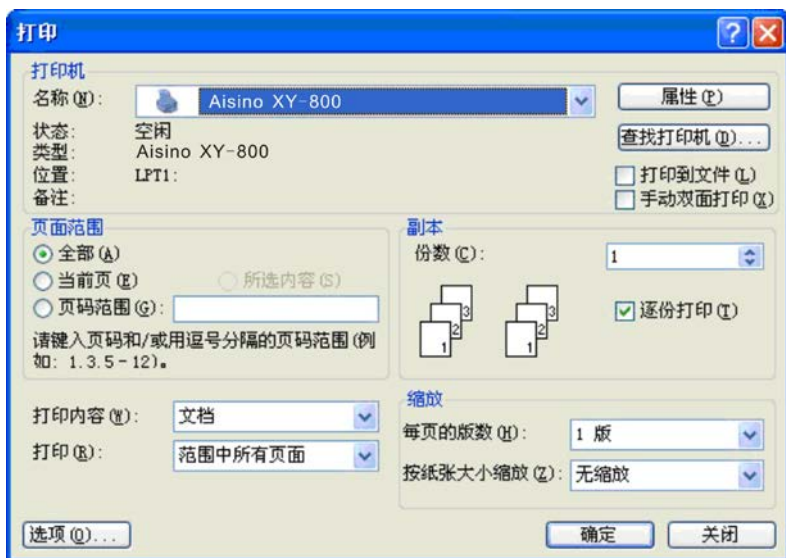 打印
打印机
名称(N):
Aisino XY-800
属性(P)
状态: 空闲
查找打印机(D)...
类型: Aisino XY-800
位置: LPT1:
打印到文件(L)
备注:
手动双面打印(X)
页面范围
全部(A)
当前页(E)
所选内容(S)
页码范围(G):
请键入页码和/或用逗号分隔的页码范围(例
如: 1.3.5-12)。
副本
份数(C):
1
1 2 3
1 2 3
逐份打印(T)
打印内容(W):
文档
打印(R):
范围中所有页面
缩放
每页的版数(H):
1 版
按纸张大小缩放(Z):
无缩放
选项(O)...
确定
关闭